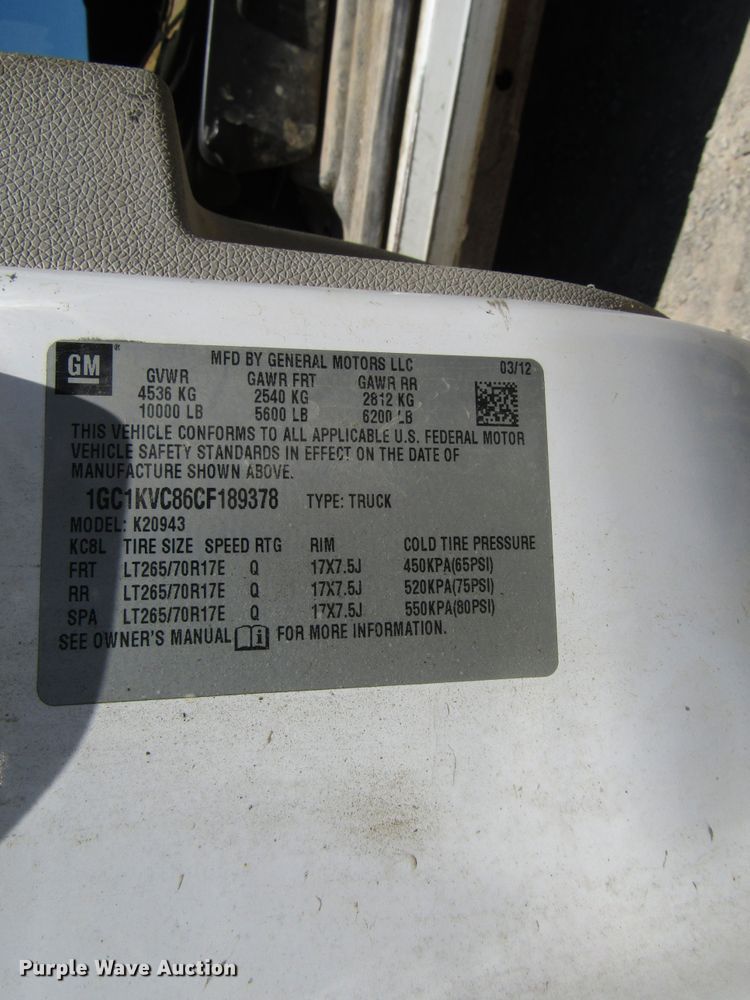 GM
MFD BY GENERAL MOTORS LLC 03/12
GVWR GAWR FRT GAWR RR
4536 KG 2540 KG 2812 KG
10000 LB 5600 LB 6200 LB
THIS VEHICLE CONFORMS TO ALL APPLICABLE U.S. FEDERAL MOTOR
VEHICLE SAFETY STANDARDS IN EFFECT ON THE DATE OF
MANUFACTURE SHOWN ABOVE.
1GC1KVC86CF189378 TYPE: TRUCK
MODEL: K20943
KC8L TIRE SIZE SPEED RTG RIM COLD TIRE PRESSURE
FRT LT265/70R17E Q 17X7.5J 450KPA(65PSI)
RR LT265/70R17E Q 17X7.5J 520KPA(75PSI)
SPA LT265/70R17E Q 17X7.5J 550KPA(80PSI)
SEE OWNER'S MANUAL i FOR MORE INFORMATION.
Purple Wave Auction